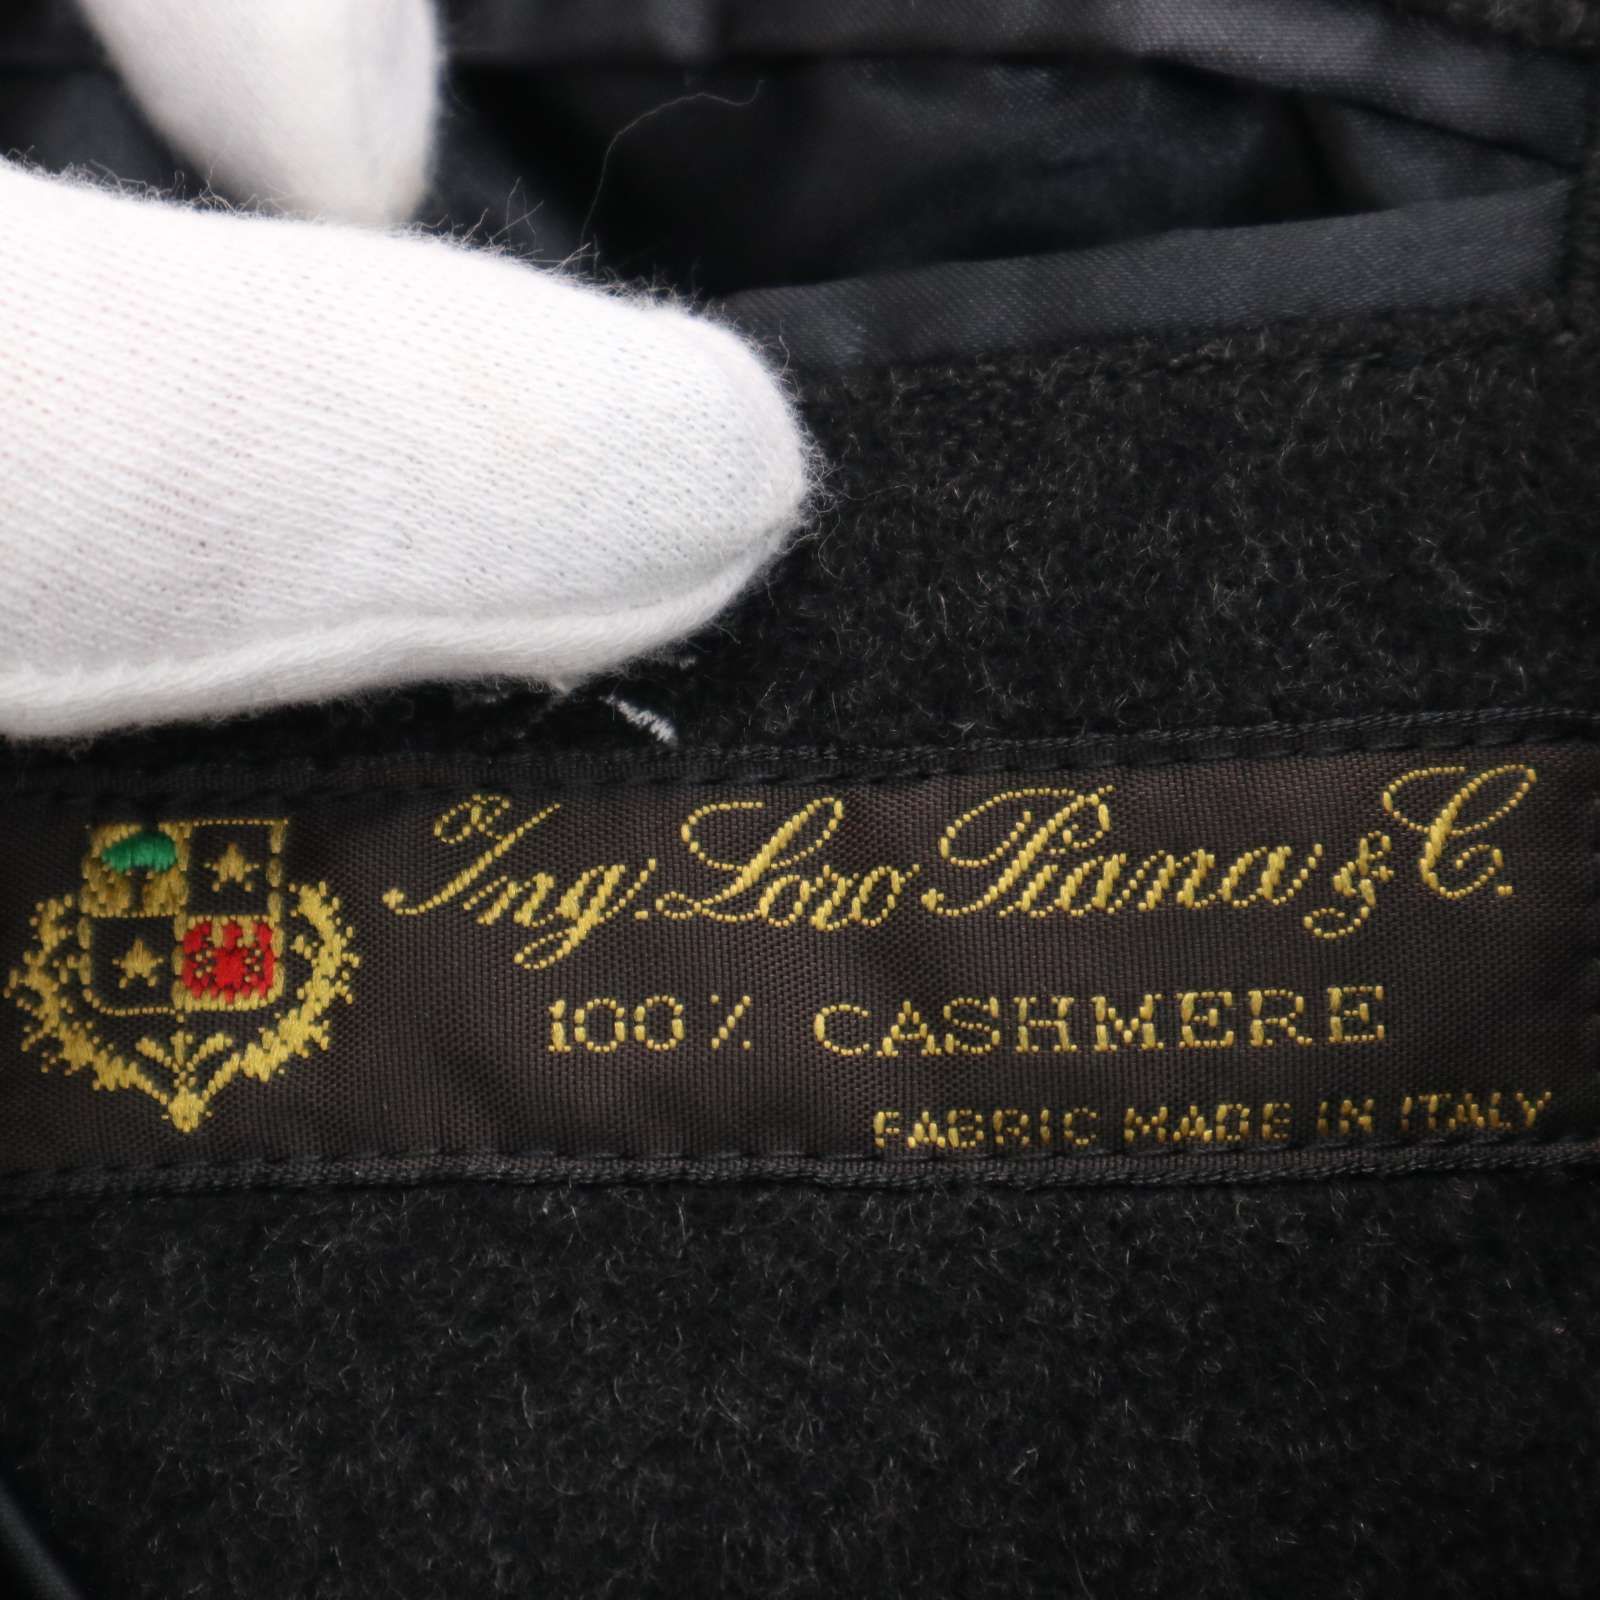 Ing. Loro Piana & C.
100% CASHMERE
FABRIC MADE IN ITALY